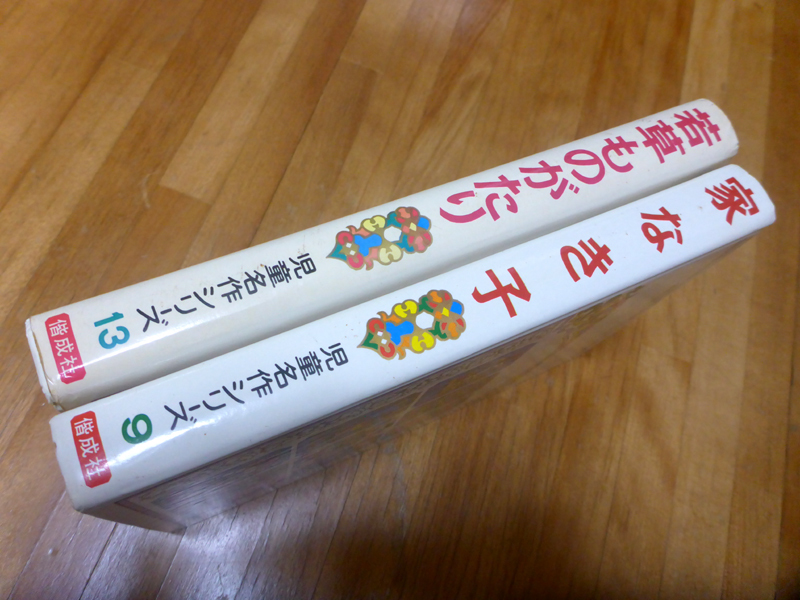 若草ものがたり
児童名作シリーズ
13
偕成社
家なき子
児童名作シリーズ
9
偕成社